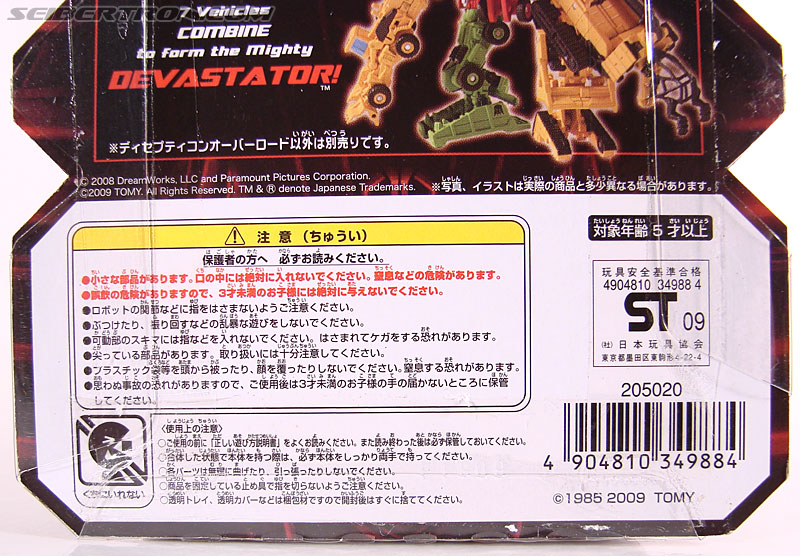 SEIBERTRON.COM
Vehicles
COMBINE
to form the Mighty
DEVASTATOR!™
※ディセプティコンオーバーロード以外は別売りです。
© 2008 DreamWorks, LLC and Paramount Pictures Corporation.
©2009 TOMY. All Rights Reserved. TM & ® denote Japanese Trademarks.
※写真、イラストは実際の商品と多少異なる場合があります。
⚠ 注意（ちゅうい）
保護者の方へ 必ずお読みください。
●小さな部品があります。口の中には絶対に入れないでください。窒息などの危険があります。
●誤飲の危険がありますので、3才未満のお子様には絶対に与えないでください。
●ロボットの関節などに指をはさまないようご注意ください。
●ぶつけたり、振り回すなどの乱暴な遊びをしないでください。
●可動部のスキマには指などを入れないでください。はさまれてケガをする恐れがあります。
●尖っている部品があります。取り扱いには十分注意してください。
●プラスチック袋等を頭から被ったり、顔を覆ったりしないでください。窒息する恐れがあります。
●思わぬ事故の恐れがありますので、ご使用後は3才未満のお子様の手の届かないところに保管
してください。
対象年齢5才以上
玩具安全基準合格
4904810 34988 4
ST 09
(社)日本玩具協会
東京都墨田区東駒形4-22-4
205020
4 904810 349884
©1985 2009 TOMY
口にいれない
〈使用上の注意〉
○ご使用の前に「正しい遊び方説明書」をよくお読みください。また読み終わった後は必ず保管しておいてください。
○合体した状態で本体を持つ際は、必ず本体をしっかり両手で持ってください。
○各パーツは無理に曲げたり、引っ張ったりしないでください。
○商品を固定している止め具で指を切らないようご注意ください。
○透明トレイ、透明カバーなどは梱包材ですので開封後はすぐに捨ててください。